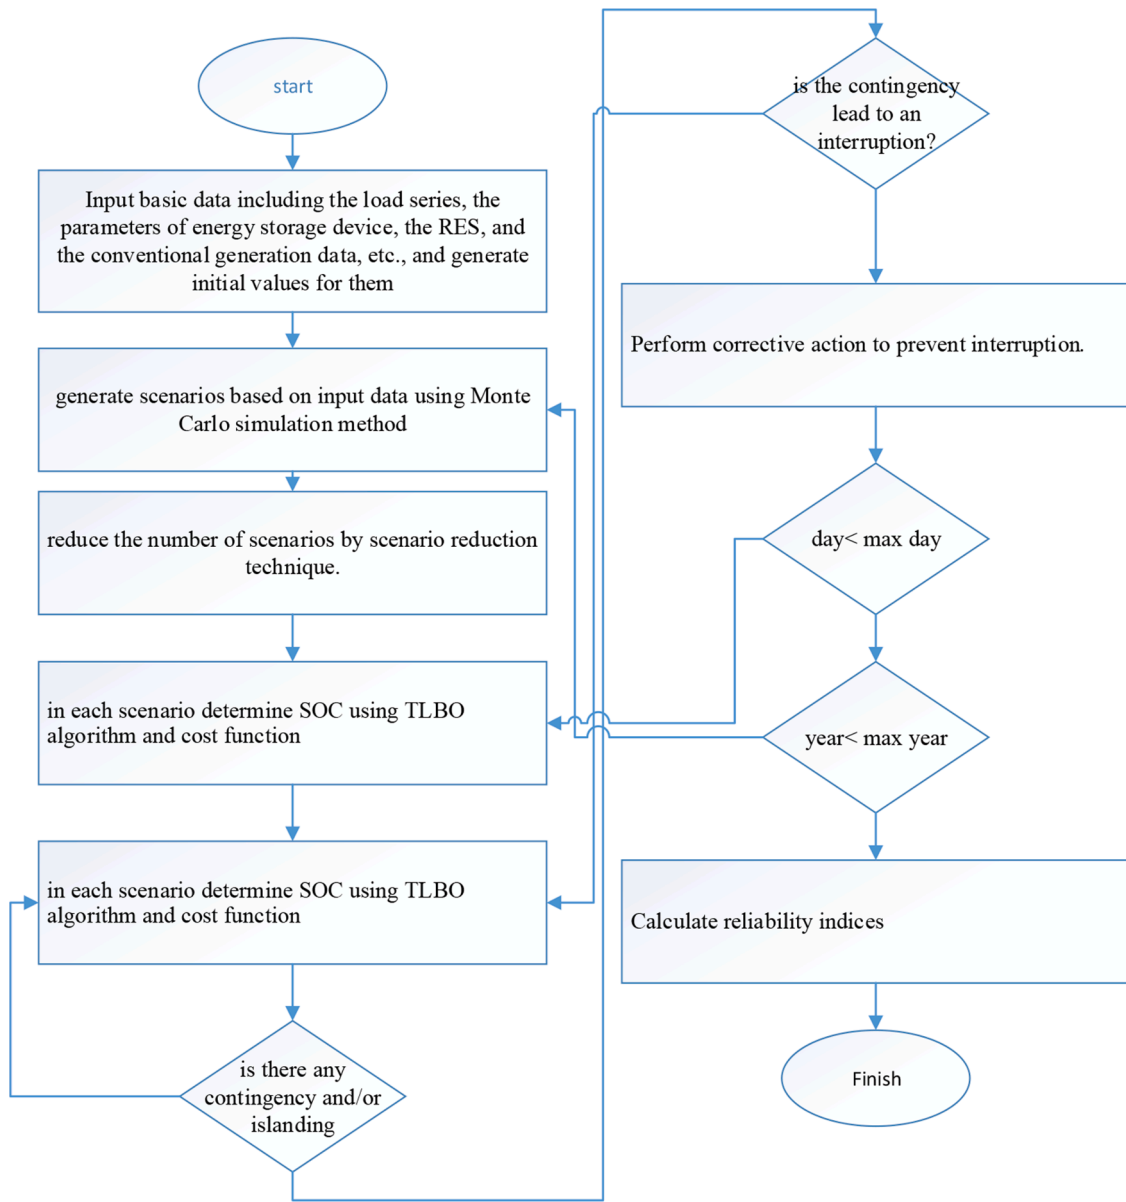 start
Input basic data including the load series, the
parameters of energy storage device, the RES, and
the conventional generation data, etc., and generate
initial values for them
generate scenarios based on input data using Monte
Carlo simulation method
reduce the number of scenarios by scenario reduction
technique.
in each scenario determine SOC using TLBO
algorithm and cost function
in each scenario determine SOC using TLBO
algorithm and cost function
is there any
contingency and/or
islanding
is the contingency
lead to an
interruption?
Perform corrective action to prevent interruption.
day< max day
year< max year
Calculate reliability indices
Finish